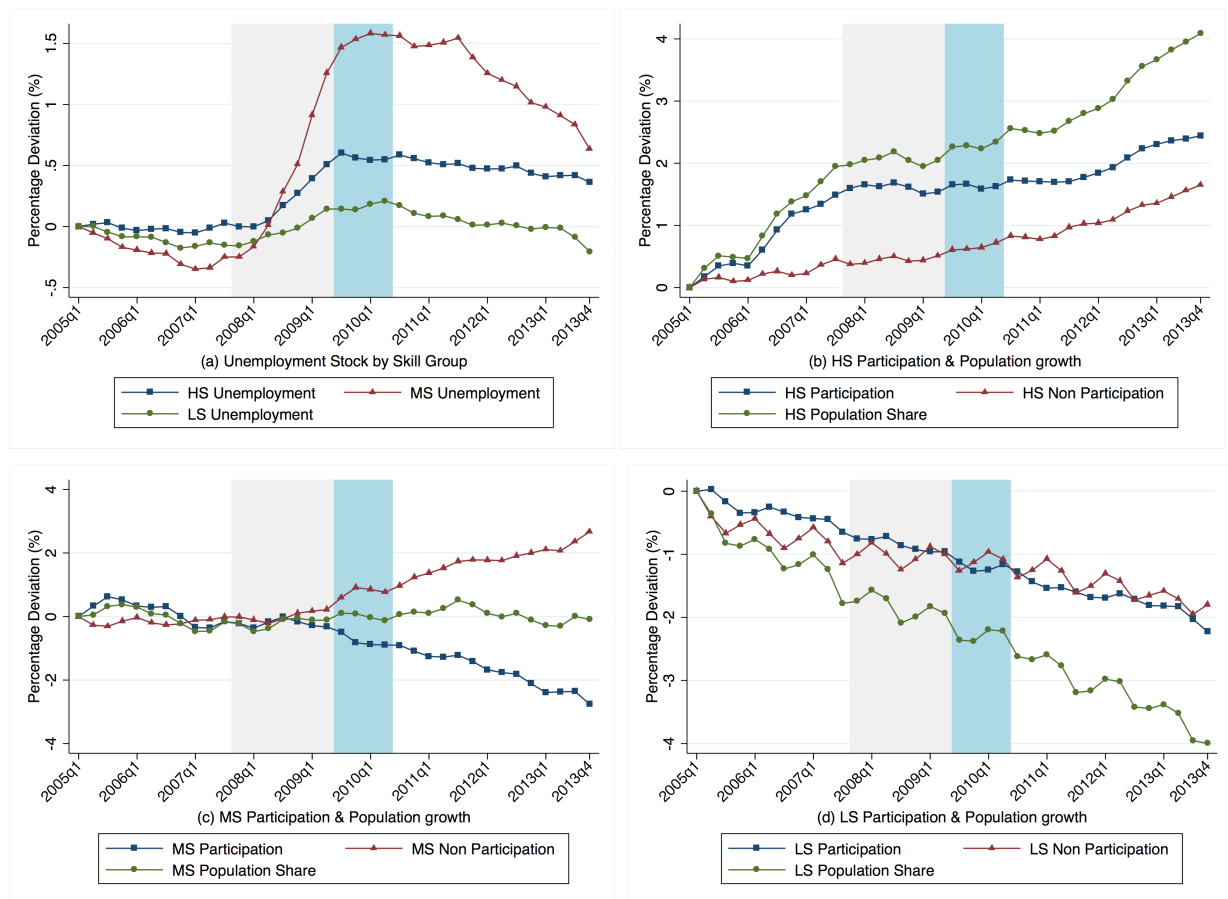 Percentage Deviation (%)
1.5
1
.5
0
-.5
2005q1
2006q1
2007q1
2008q1
2009q1
2010q1
2011q1
2012q1
2013q1
2013q4
(a) Unemployment Stock by Skill Group
HS Unemployment
MS Unemployment
LS Unemployment
Percentage Deviation (%)
4
3
2
1
0
2005q1
2006q1
2007q1
2008q1
2009q1
2010q1
2011q1
2012q1
2013q1
2013q4
(b) HS Participation & Population growth
HS Participation
HS Non Participation
HS Population Share
Percentage Deviation (%)
4
2
0
-2
-4
2005q1
2006q1
2007q1
2008q1
2009q1
2010q1
2011q1
2012q1
2013q1
2013q4
(c) MS Participation & Population growth
MS Participation
MS Non Participation
MS Population Share
Percentage Deviation (%)
0
-1
-2
-3
-4
2005q1
2006q1
2007q1
2008q1
2009q1
2010q1
2011q1
2012q1
2013q1
2013q4
(d) LS Participation & Population growth
LS Participation
LS Non Participation
LS Population Share